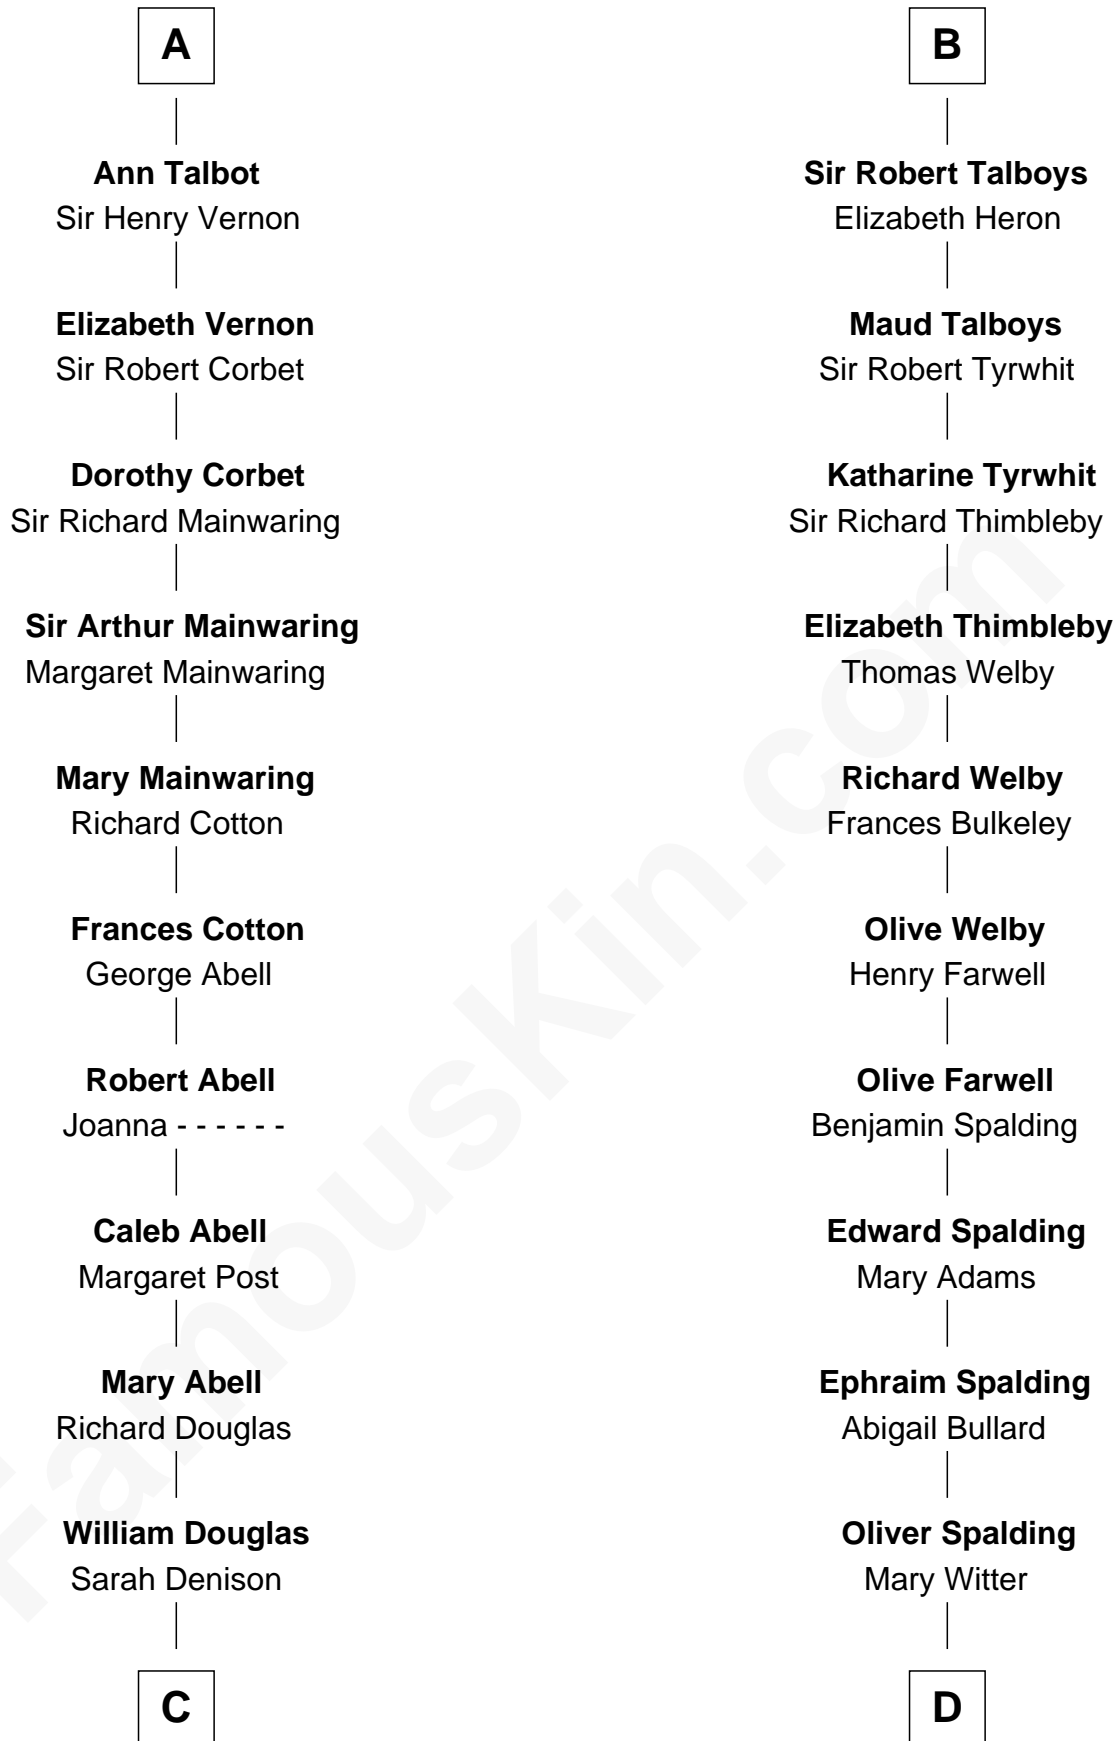 A
Ann Talbot
Sir Henry Vernon
Elizabeth Vernon
Sir Robert Corbet
Dorothy Corbet
Sir Richard Mainwaring
Sir Arthur Mainwaring
Margaret Mainwaring
Mary Mainwaring
Richard Cotton
Frances Cotton
George Abell
Robert Abell
Joanna - - - - - -
Caleb Abell
Margaret Post
Mary Abell
Richard Douglas
William Douglas
Sarah Denison
C
B
Sir Robert Talboys
Elizabeth Heron
Maud Talboys
Sir Robert Tyrwhit
Katharine Tyrwhit
Sir Richard Thimbleby
Elizabeth Thimbleby
Thomas Welby
Richard Welby
Frances Bulkeley
Olive Welby
Henry Farwell
Olive Farwell
Benjamin Spalding
Edward Spalding
Mary Adams
Ephraim Spalding
Abigail Bullard
Oliver Spalding
Mary Witter
D
FamousKin.com